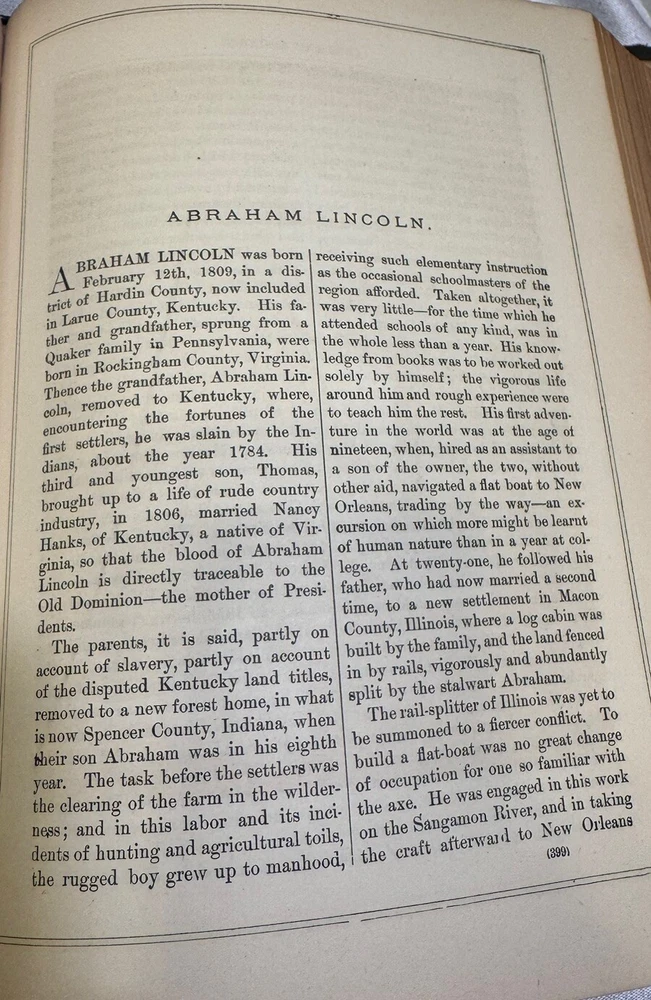 ABRAHAM LINCOLN.
ABRAHAM LINCOLN was born
February 12th, 1809, in a dis-
trict of Hardin County, now included
in Larue County, Kentucky. His fa-
ther and grandfather, sprung from a
Quaker family in Pennsylvania, were
born in Rockingham County, Virginia.
Thence the grandfather, Abraham Lin-
coln, removed to Kentucky, where,
encountering the fortunes of the
first settlers, he was slain by the In-
dians, about the year 1784. His
third and youngest son, Thomas,
brought up to a life of rude country
industry, in 1806, married Nancy
Hanks, of Kentucky, a native of Vir-
ginia, so that the blood of Abraham
Lincoln is directly traceable to the
Old Dominion—the mother of Presi-
dents.
The parents, it is said, partly on
account of slavery, partly on account
of the disputed Kentucky land titles,
removed to a new forest home, in what
is now Spencer County, Indiana, when
their son Abraham was in his eighth
year. The task before the settlers was
the clearing of the farm in the wilder-
ness; and in this labor and its inci-
dents of hunting and agricultural toils,
the rugged boy grew up to manhood,
receiving such elementary instruction
as the occasional schoolmasters of the
region afforded. Taken altogether, it
was very little—for the time which he
attended schools of any kind, was in
the whole less than a year. His know-
ledge from books was to be worked out
solely by himself; the vigorous life
around him and rough experience were
to teach him the rest. His first adven-
ture in the world was at the age of
nineteen, when, hired as an assistant to
a son of the owner, the two, without
other aid, navigated a flat boat to New
Orleans, trading by the way—an ex-
cursion on which more might be learnt
of human nature than in a year at col-
lege. At twenty-one, he followed his
father, who had now married a second
time, to a new settlement in Macon
County, Illinois, where a log cabin was
built by the family, and the land fenced
in by rails, vigorously and abundantly
split by the stalwart Abraham.
The rail-splitter of Illinois was yet to
be summoned to a fiercer conflict. To
build a flat-boat was no great change
of occupation for one so familiar with
the axe. He was engaged in this work
on the Sangamon River, and in taking
the craft afterward to New Orleans
(399)